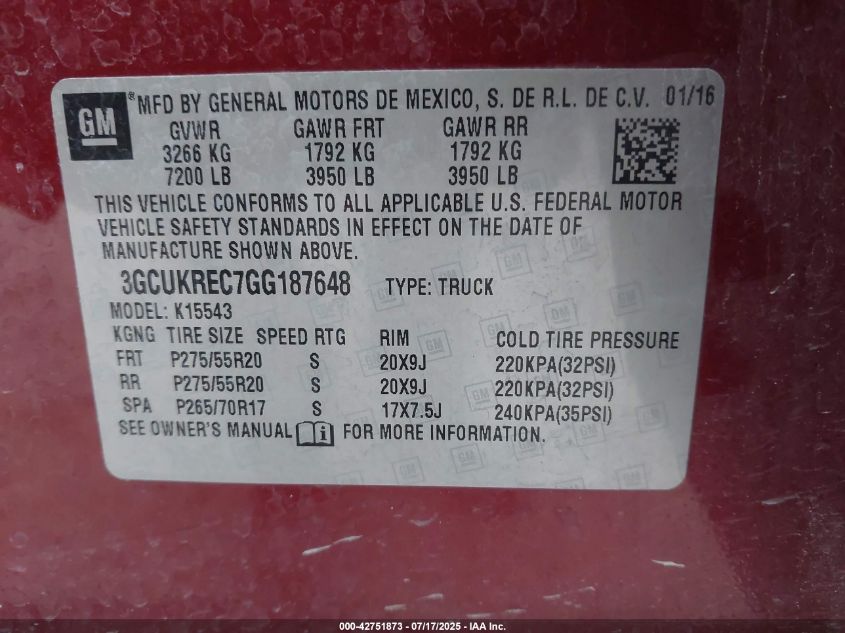 GM ® MFD BY GENERAL MOTORS DE MEXICO, S. DE R.L. DE C.V. 01/16
GVWR GAWR FRT GAWR RR
3266 KG 1792 KG 1792 KG
7200 LB 3950 LB 3950 LB
THIS VEHICLE CONFORMS TO ALL APPLICABLE U.S. FEDERAL MOTOR
VEHICLE SAFETY STANDARDS IN EFFECT ON THE DATE OF
MANUFACTURE SHOWN ABOVE.
3GCUKREC7GG187648 TYPE: TRUCK
MODEL: K15543
KGNG TIRE SIZE SPEED RTG RIM COLD TIRE PRESSURE
FRT P275/55R20 S 20X9J 220KPA(32PSI)
RR P275/55R20 S 20X9J 220KPA(32PSI)
SPA P265/70R17 S 17X7.5J 240KPA(35PSI)
SEE OWNER'S MANUAL i FOR MORE INFORMATION.
000-42751873 - 07/17/2025 - IAA Inc.